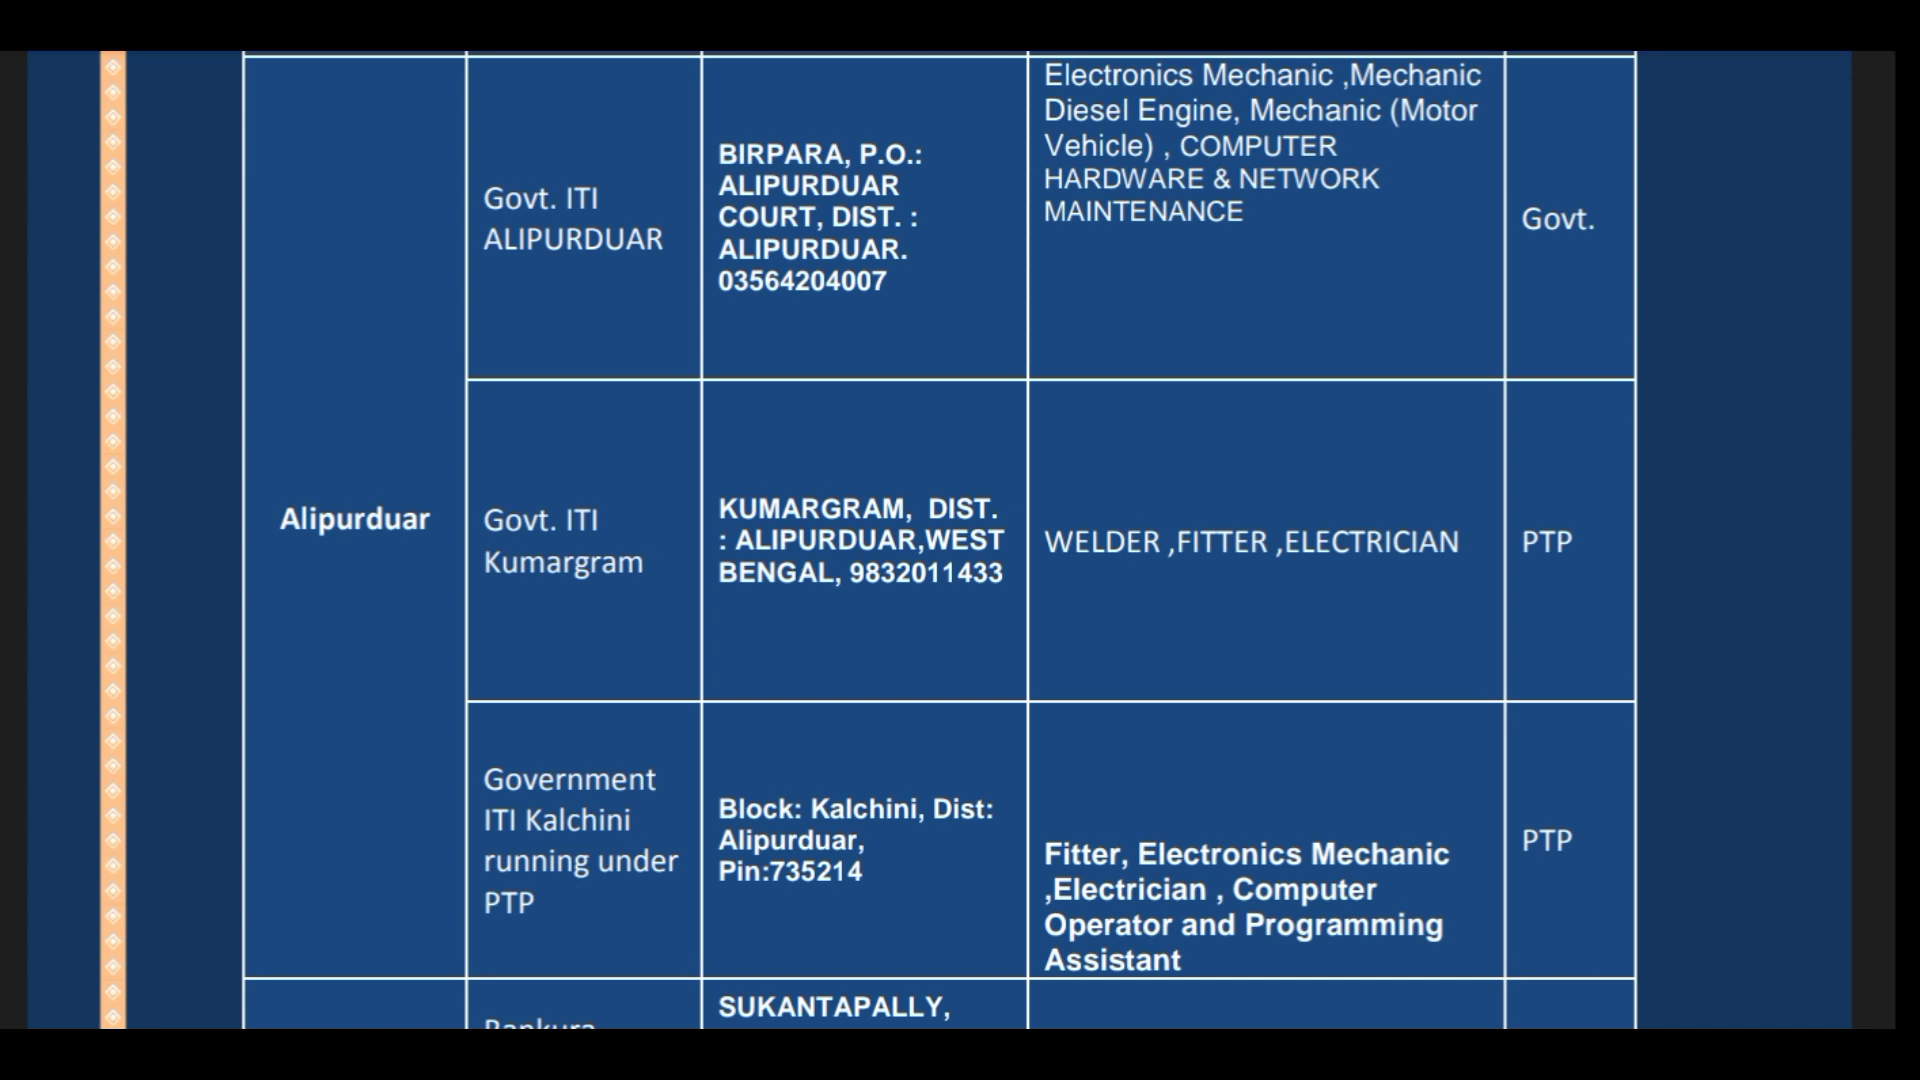 Alipurduar
Govt. ITI
ALIPURDUAR
BIRPARA, P.O.:
ALIPURDUAR
COURT, DIST. :
ALIPURDUAR.
03564204007
Electronics Mechanic ,Mechanic
Diesel Engine, Mechanic (Motor
Vehicle) , COMPUTER
HARDWARE & NETWORK
MAINTENANCE
Govt.
Govt. ITI
Kumargram
KUMARGRAM,  DIST.
: ALIPURDUAR,WEST
BENGAL, 9832011433
WELDER ,FITTER ,ELECTRICIAN
PTP
Government
ITI Kalchini
running under
PTP
Block: Kalchini, Dist:
Alipurduar,
Pin:735214
Fitter, Electronics Mechanic
,Electrician , Computer
Operator and Programming
Assistant
PTP
Bankura
SUKANTAPALLY,